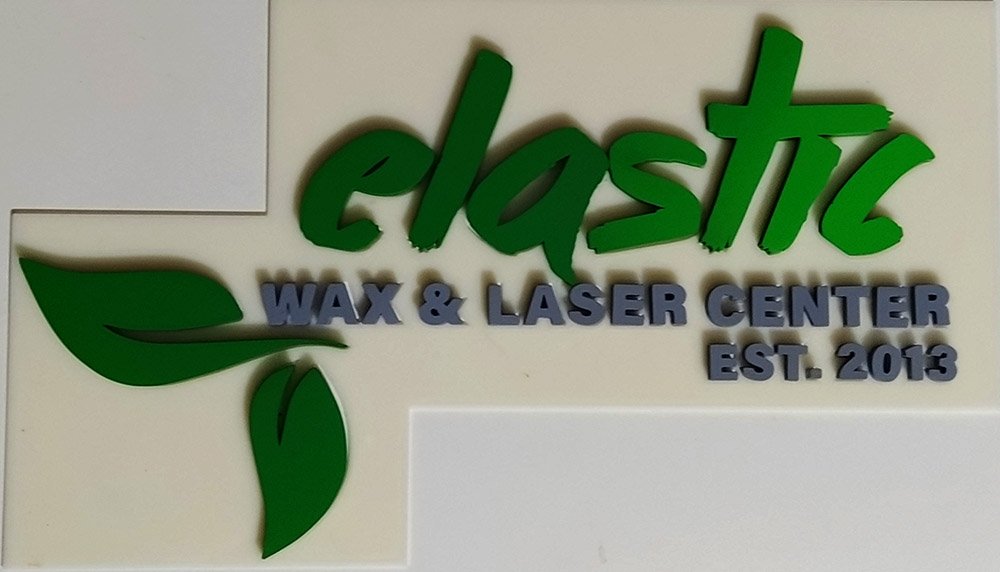 elastic
WAX & LASER CENTER
EST. 2013